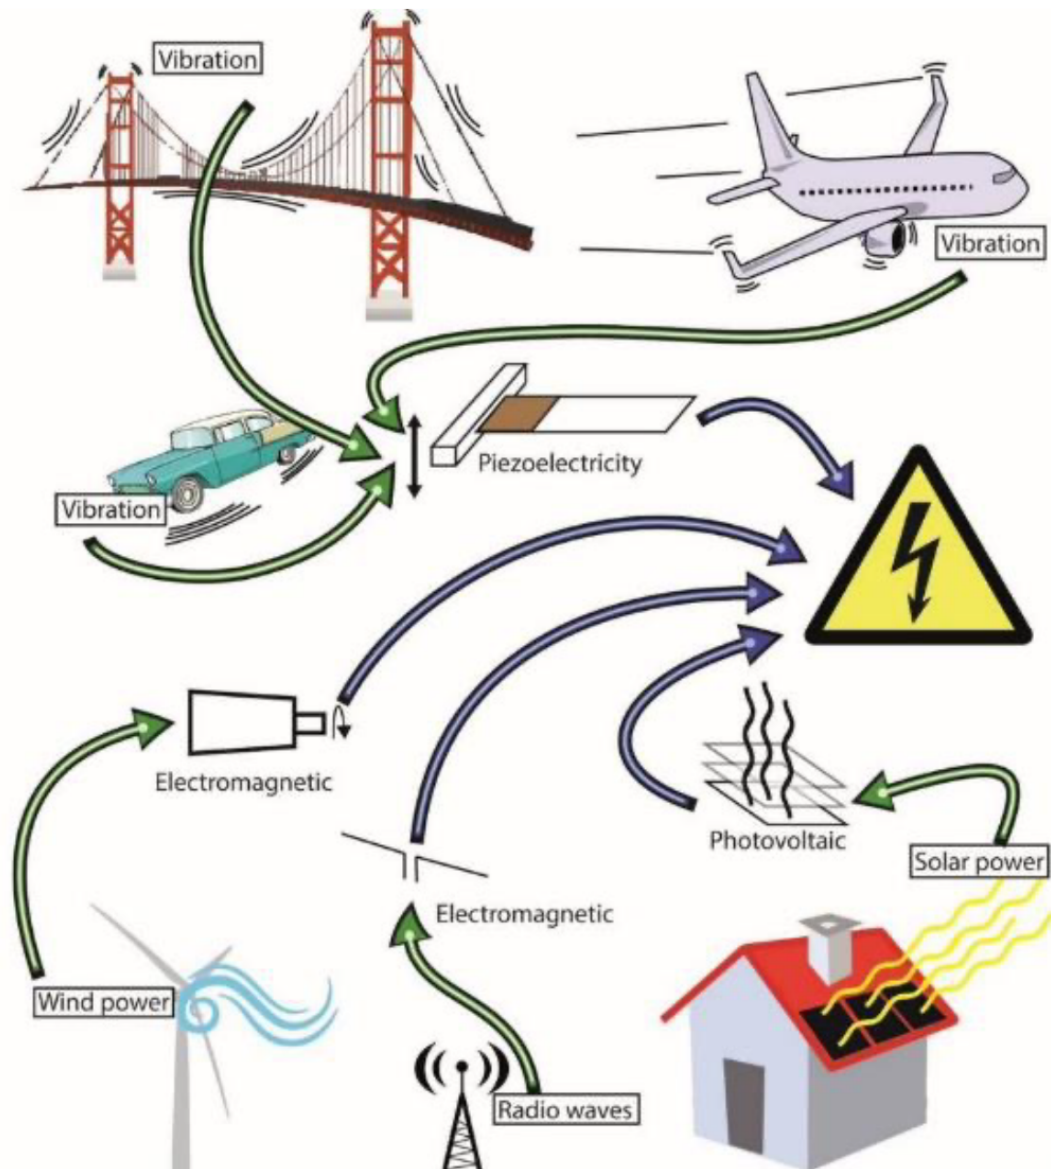 Vibration
Vibration
Piezoelectricity
Vibration
Electromagnetic
Photovoltaic
Solar power
Electromagnetic
Wind power
Radio waves